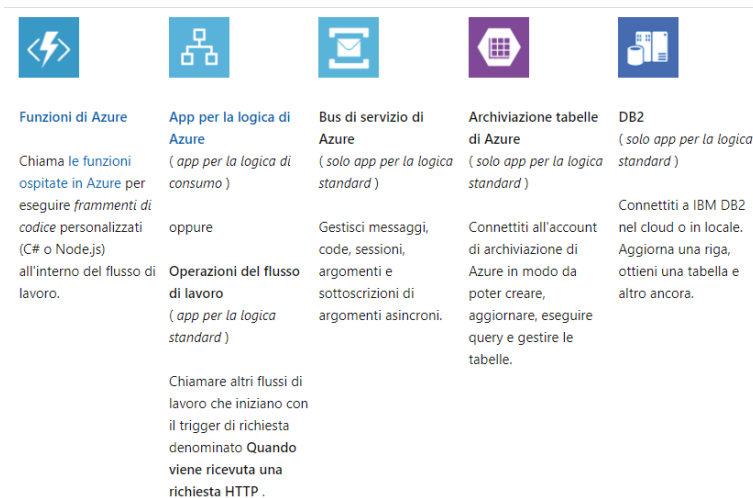 Funzioni di Azure
Chiama le funzioni
ospitate in Azure per
eseguire frammenti di
codice personalizzati
(C# o Node.js)
all'interno del flusso di
lavoro.
App per la logica di
Azure
( app per la logica di
consumo )
oppure
Operazioni del flusso
di lavoro
( app per la logica
standard )
Chiamare altri flussi di
lavoro che iniziano con
il trigger di richiesta
denominato Quando
viene ricevuta una
richiesta HTTP .
Bus di servizio di
Azure
( solo app per la logica
standard )
Gestisci messaggi,
code, sessioni,
argomenti e
sottoscrizioni di
argomenti asincroni.
Archiviazione tabelle
di Azure
( solo app per la logica
standard )
Connettiti all'account
di archiviazione di
Azure in modo da
poter creare,
aggiornare, eseguire
query e gestire le
tabelle.
DB2
( solo app per la logica
standard )
Connettiti a IBM DB2
nel cloud o in locale.
Aggiorna una riga,
ottieni una tabella e
altro ancora.